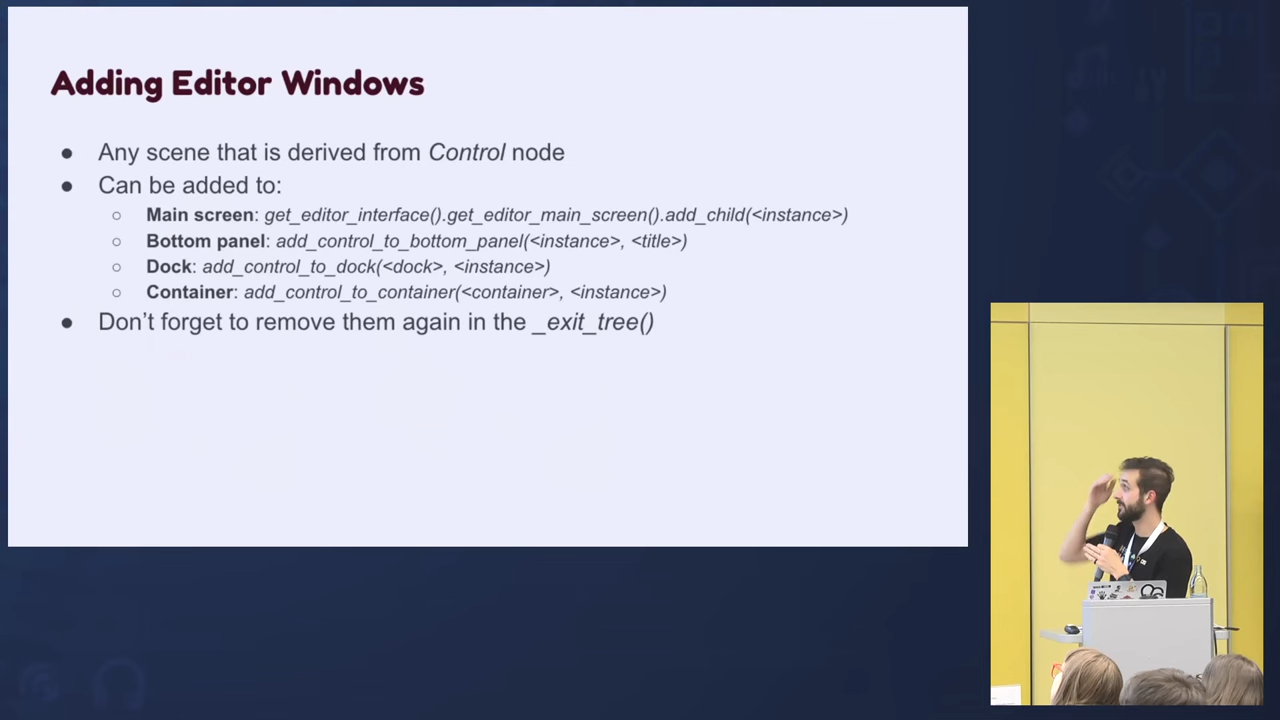 Adding Editor Windows
● Any scene that is derived from Control node
● Can be added to:
○ Main screen: get_editor_interface().get_editor_main_screen().add_child(<instance>)
○ Bottom panel: add_control_to_bottom_panel(<instance>, <title>)
○ Dock: add_control_to_dock(<dock>, <instance>)
○ Container: add_control_to_container(<container>, <instance>)
● Don’t forget to remove them again in the _exit_tree()